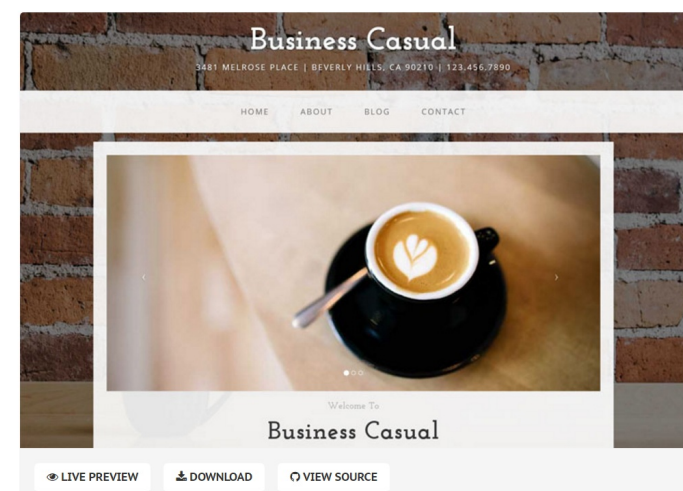 Business Casual
3481 MELROSE PLACE | BEVERLY HILLS, CA 90210 | 123.456.7890
HOME ABOUT BLOG CONTACT
Welcome To
Business Casual
LIVE PREVIEW DOWNLOAD VIEW SOURCE